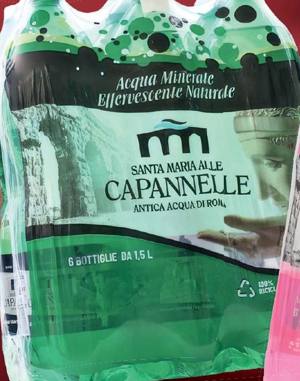 Acqua Minerale
Effervescente Naturale
SANTA MARIA ALLE
CAPANNELLE
ANTICA ACQUA DI ROMA
6 BOTTIGLIE DA 1,5 L
100%